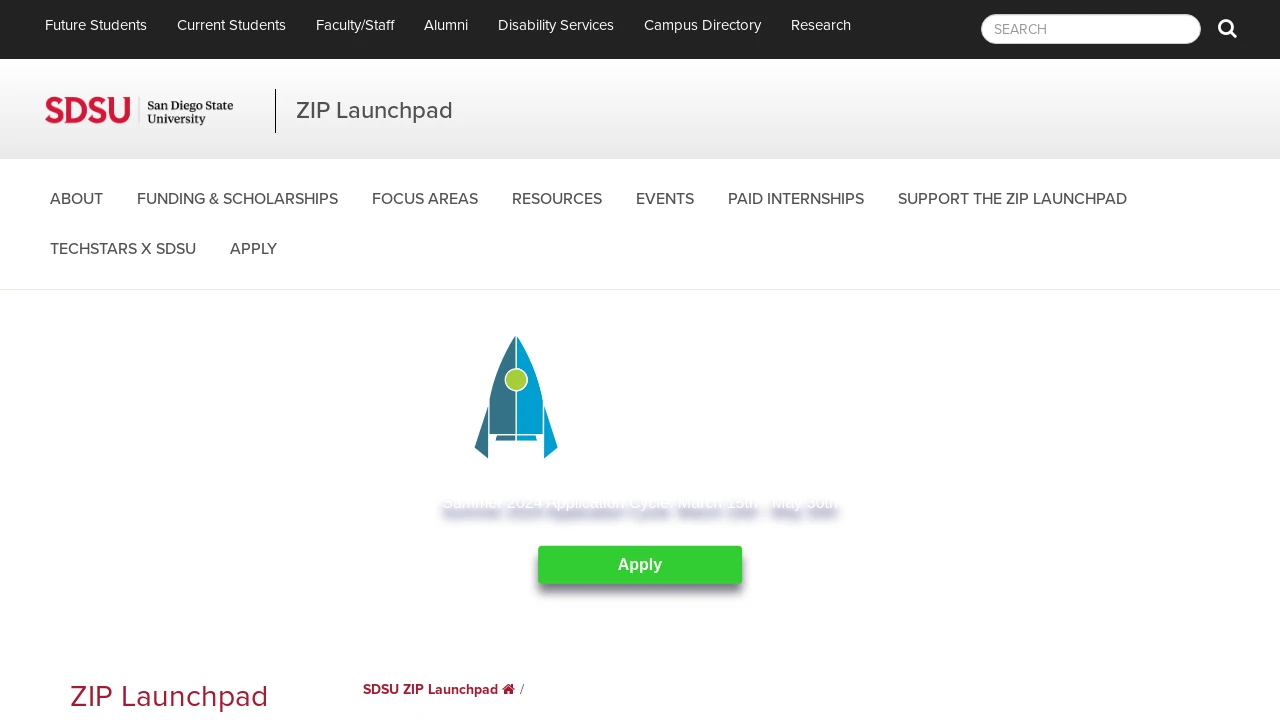 Future Students Current Students Faculty/Staff Alumni Disability Services Campus Directory Research SEARCH
SDSU San Diego State University ZIP Launchpad
ABOUT FUNDING & SCHOLARSHIPS FOCUS AREAS RESOURCES EVENTS PAID INTERNSHIPS SUPPORT THE ZIP LAUNCHPAD
TECHSTARS X SDSU APPLY
Summer 2024 Application Cycle: March 15th - May 30th
Apply
ZIP Launchpad
SDSU ZIP Launchpad /